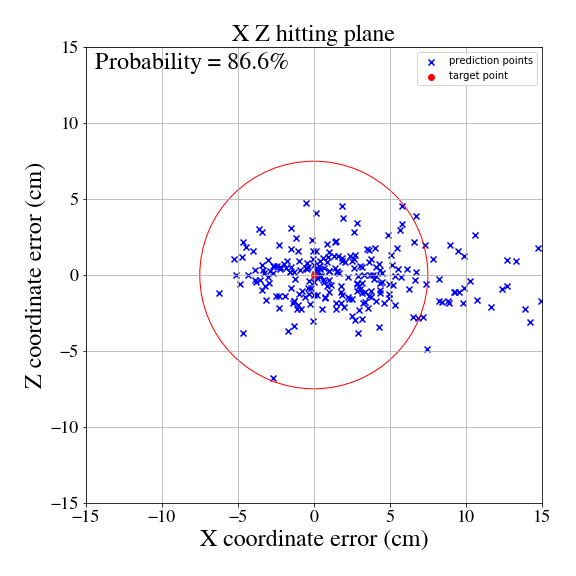 X Z hitting plane
Probability = 86.6%
prediction points
target point
15
10
5
0
−5
−10
−15
Z coordinate error (cm)
−15
−10
−5
0
5
10
15
X coordinate error (cm)